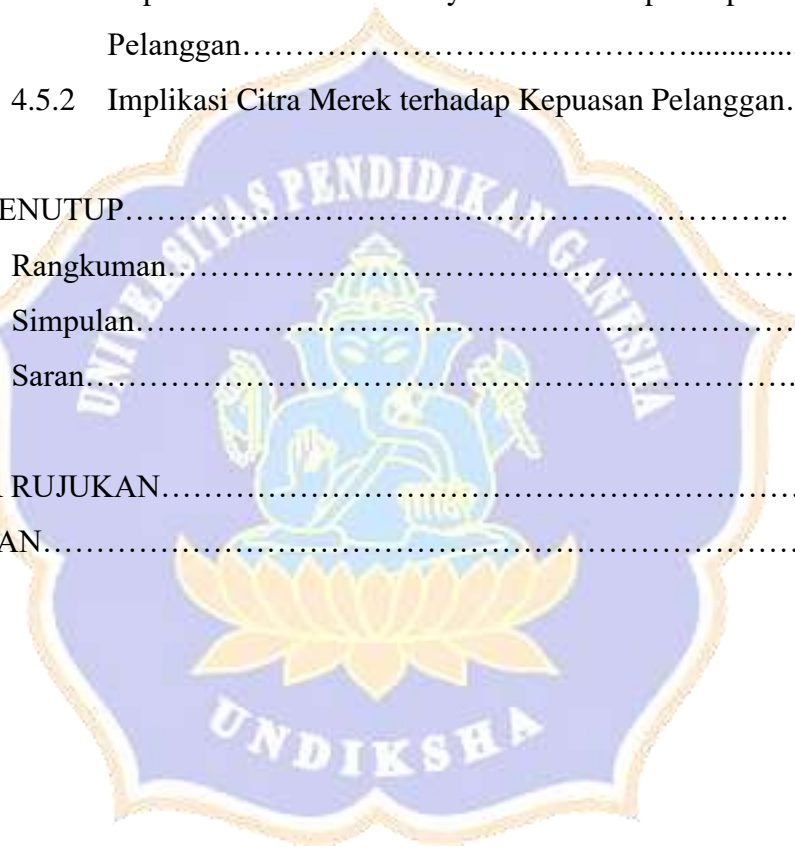 Pelanggan……………………………………….............
4.5.2 Implikasi Citra Merek terhadap Kepuasan Pelanggan.
ENUTUP………………………………………………………..
Rangkuman…………………………………………………………
Simpulan……………………………………………………………
Saran…………………………………………………………………
RUJUKAN……………………………………………………
AN……………………………………………………………………
UNIVERSITAS PENDIDIKAN GANESHA
UNDIKSHA